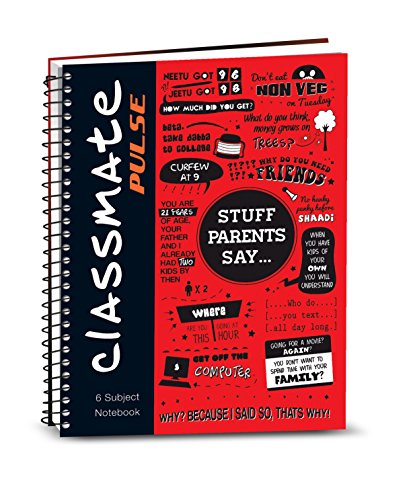 classmate
PULSE
6 Subject
Notebook
NEETU GOT 96
JEETU GOT 98
HOW MUCH DID YOU GET?
Don't eat
NON VEG
on Tuesday
Beta,
take dabba
to college
What do you think,
money grows on
TREES?
CURFEW
AT 9
?!?! WHY DO YOU NEED
FRIENDS
?!
YOU ARE
21 YEARS
OF AGE,
YOUR
FATHER
AND I
ALREADY
HAD TWO
KIDS BY
THEN
X 2
STUFF
PARENTS
SAY...
No hanky
panky before
SHAADI
WHEN
YOU HAVE
KIDS OF
YOUR
OWN
YOU WILL
UNDERSTAND
Where
ARE YOU GOING AT
THIS HOUR
[...Who do....]
[...you text...]
[.all day long.]
GET OFF THE
COMPUTER
GOING FOR A MOVIE?
AGAIN?
YOU DON'T WANT TO
SPEND TIME WITH YOUR
FAMILY?
WHY? BECAUSE I SAID SO, THATS WHY!